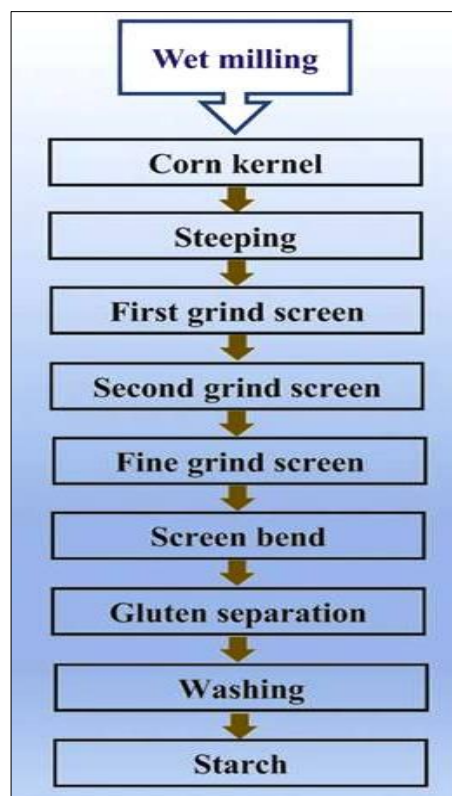 Wet milling
Corn kernel
Steeping
First grind screen
Second grind screen
Fine grind screen
Screen bend
Gluten separation
Washing
Starch